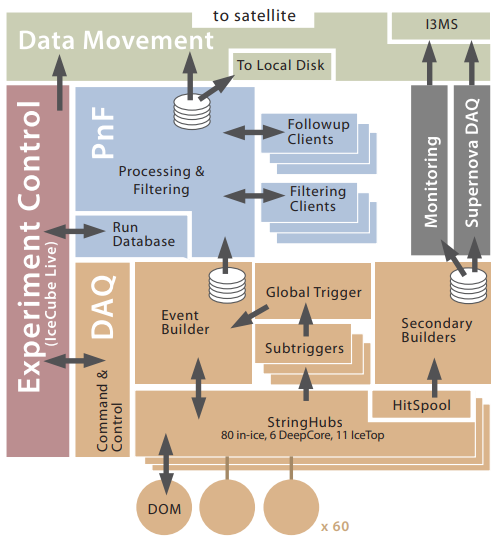 to satellite
Data Movement
I3MS
To Local Disk
Experiment Control
(IceCube Live)
PnF
Processing &
Filtering
Followup
Clients
Filtering
Clients
Monitoring
Supernova DAQ
Run
Database
DAQ
Command &
Control
Event
Builder
Global Trigger
Subtriggers
Secondary
Builders
HitSpool
StringHubs
80 in-ice, 6 DeepCore, 11 IceTop
DOM
x 60